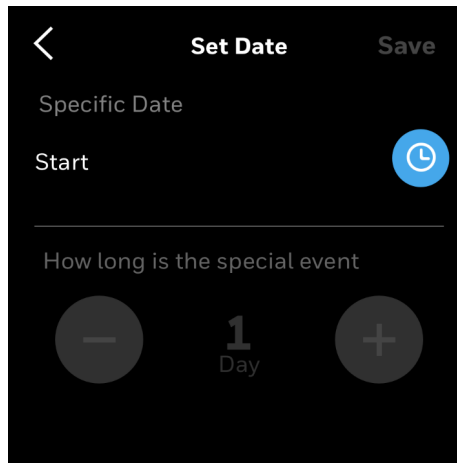 Set Date Save
Specific Date
Start
How long is the special event
1
Day